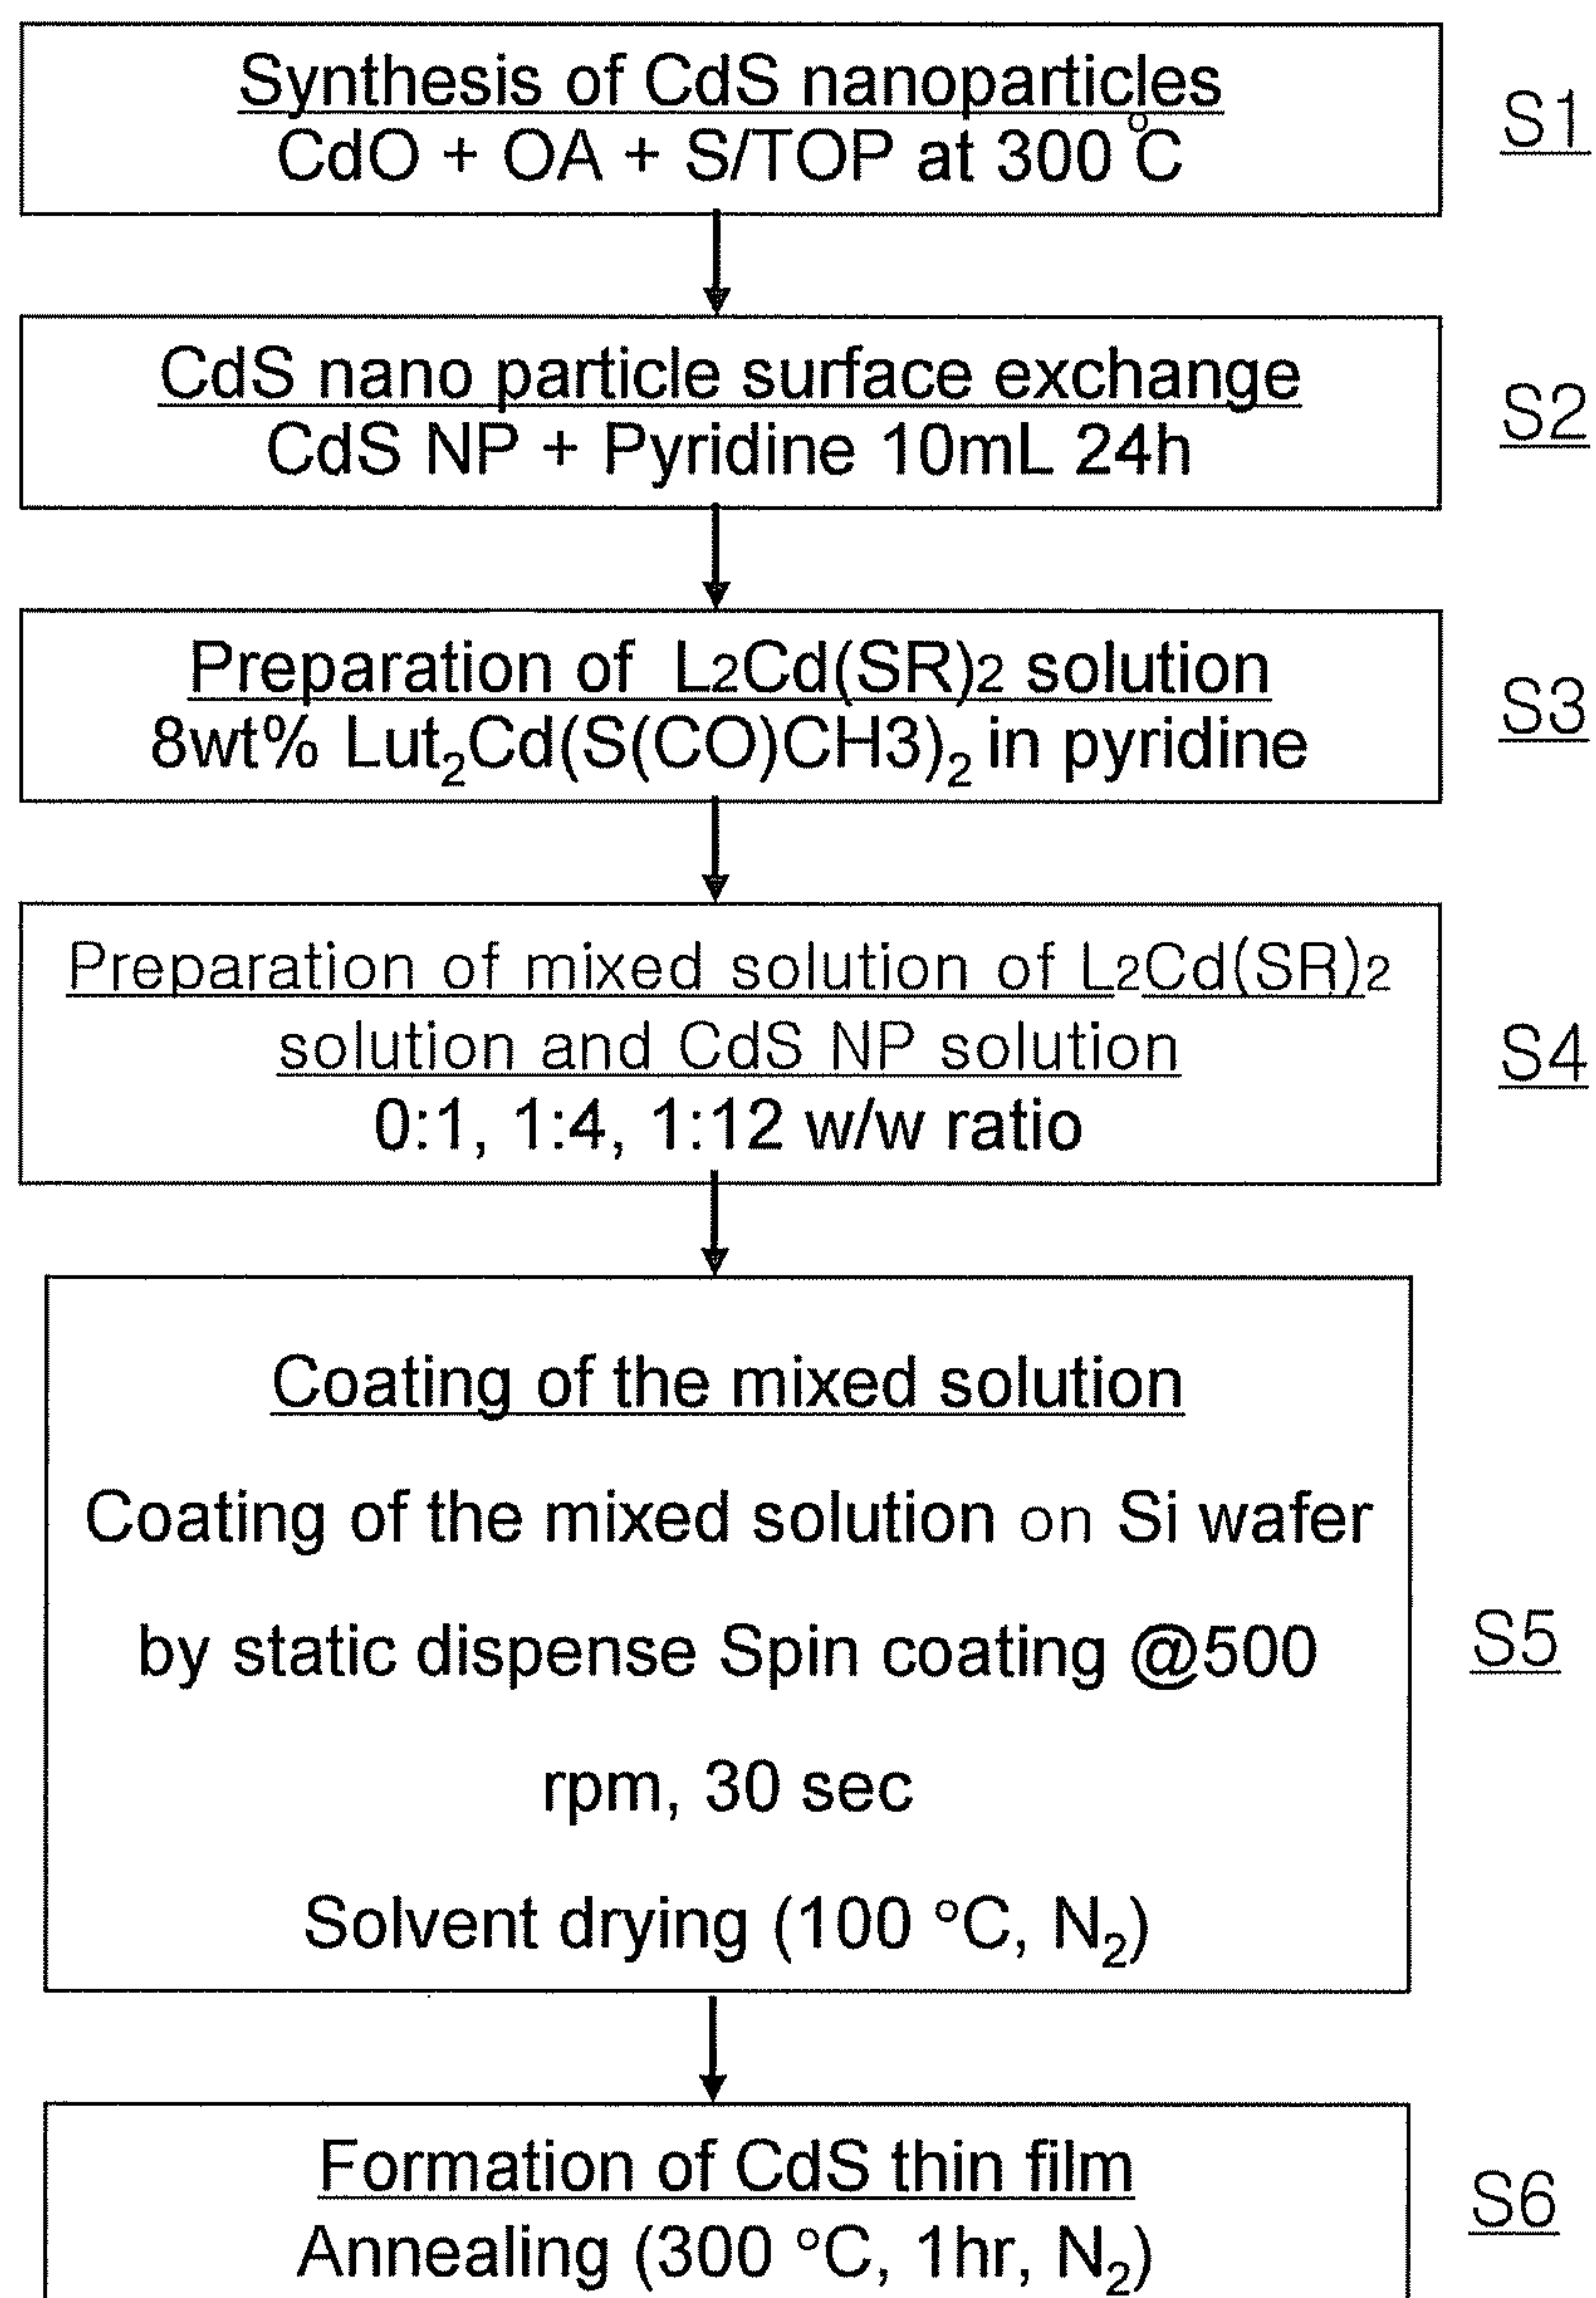 Synthesis of CdS nanoparticles
CdO + OA + S/TOP at 300 °C
S1
CdS nano particle surface exchange
CdS NP + Pyridine 10mL 24h
S2
Preparation of L2Cd(SR)2 solution
8wt% Lut₂Cd(S(CO)CH3)₂ in pyridine
S3
Preparation of mixed solution of L2Cd(SR)2
solution and CdS NP solution
0:1, 1:4, 1:12 w/w ratio
S4
Coating of the mixed solution
Coating of the mixed solution on Si wafer
by static dispense Spin coating @500
rpm, 30 sec
Solvent drying (100 °C, N₂)
S5
Formation of CdS thin film
Annealing (300 °C, 1hr, N₂)
S6